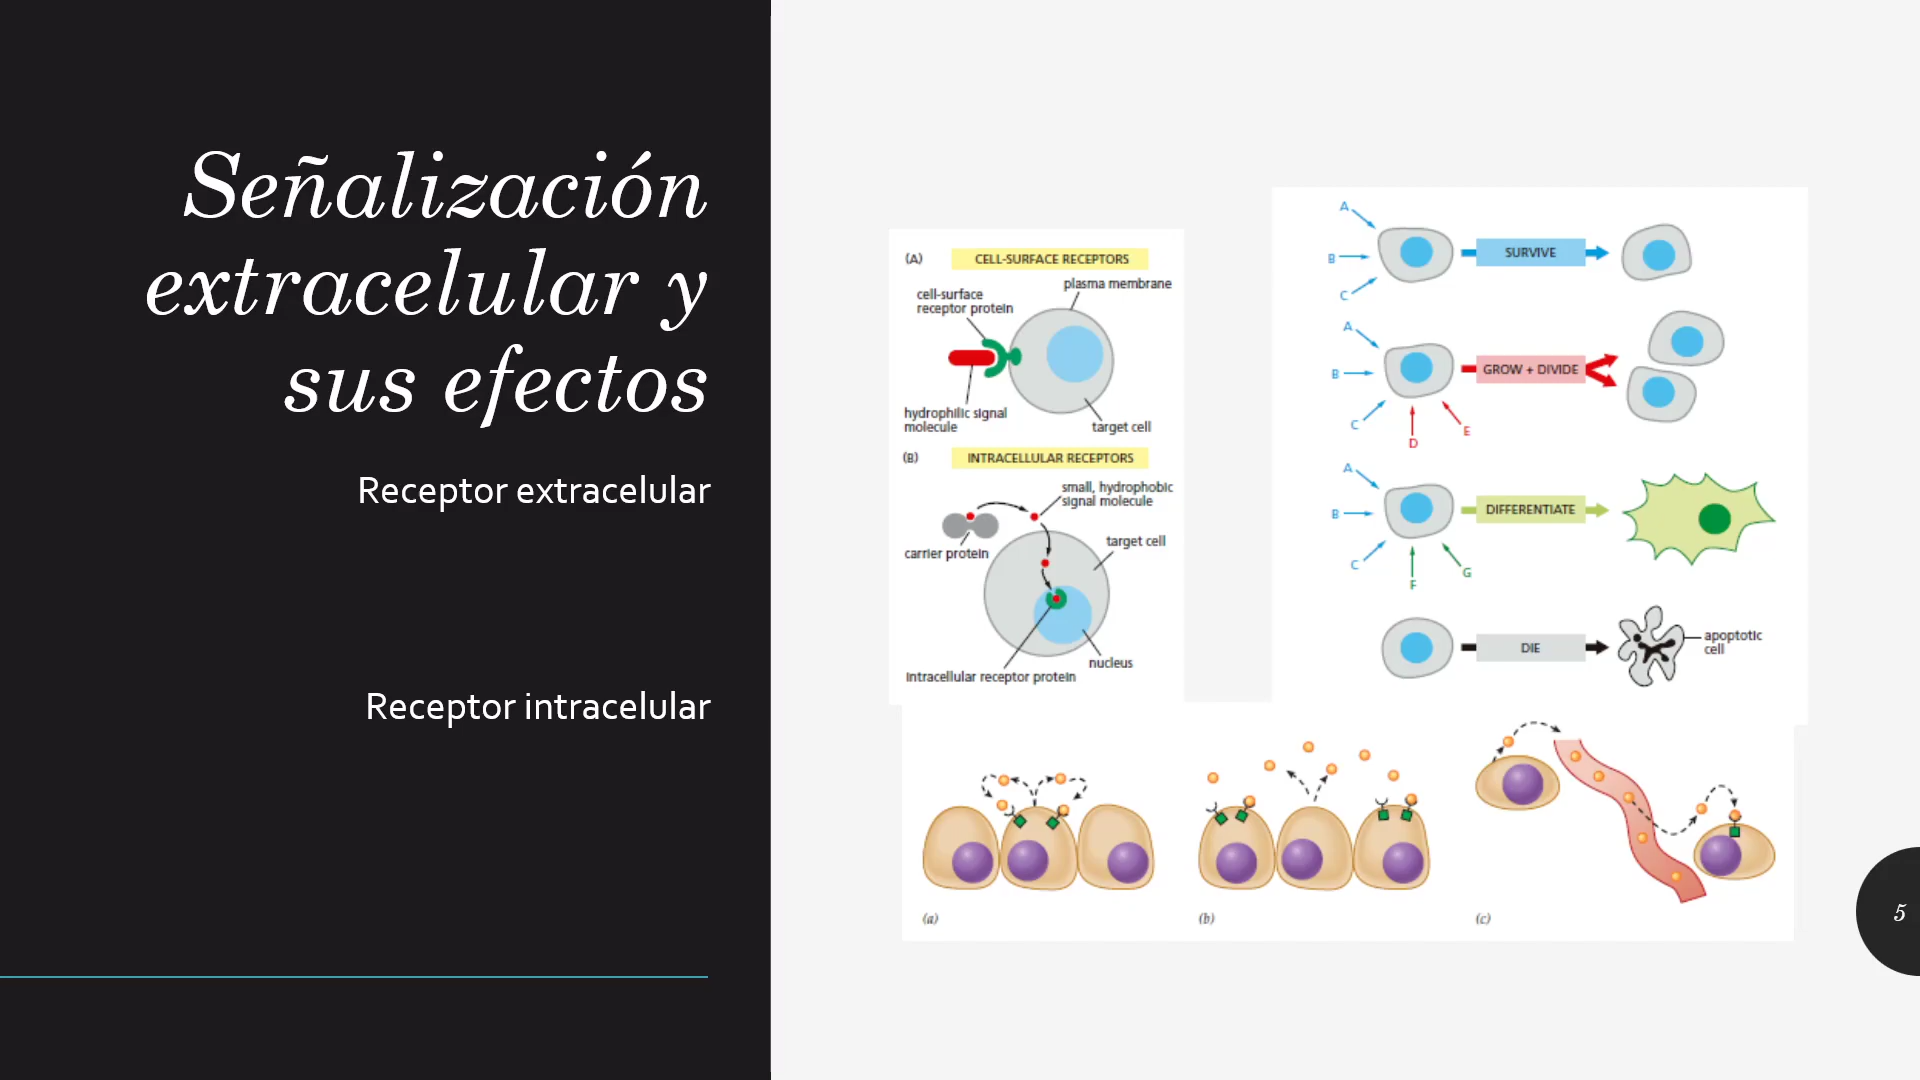 Señalización
extracelular y
sus efectos
Receptor extracelular
Receptor intracelular
(A)
CELL-SURFACE RECEPTORS
plasma membrane
cell-surface
receptor protein
hydrophilic signal
molecule
target cell
(B)
INTRACELLULAR RECEPTORS
small, hydrophobic
signal molecule
carrier protein
target cell
nucleus
intracellular receptor protein
A
B
C
SURVIVE
A
B
C
D
E
GROW + DIVIDE
A
B
C
F
G
DIFFERENTIATE
DIE
apoptotic
cell
(a)
(b)
(c)
5